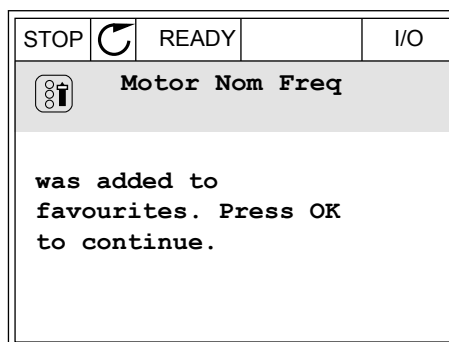 STOP READY I/O
Motor Nom Freq
was added to
favourites. Press OK
to continue.